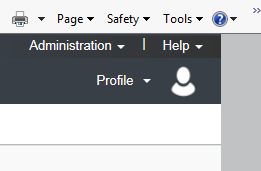 Page Safety Tools ?
Administration | Help
Profile